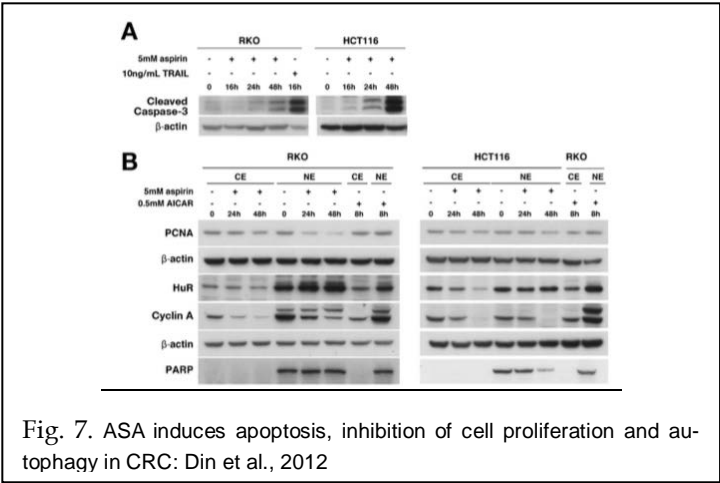 A
RKO HCT116
5mM aspirin - + + + - - + + +
10ng/mL TRAIL - - - - +
0 16h 24h 48h 16h 0 16h 24h 48h
Cleaved
Caspase-3
β-actin
B
RKO HCT116 RKO
CE NE CE NE CE NE CE NE
5mM aspirin - + + - + + - - - + + - + + - -
0.5mM AICAR - - - - - - + + - - - - - - + +
0 24h 48h 0 24h 48h 8h 8h 0 24h 48h 0 24h 48h 8h 8h
PCNA
β-actin
HuR
Cyclin A
β-actin
PARP
Fig. 7. ASA induces apoptosis, inhibition of cell proliferation and au-
tophagy in CRC: Din et al., 2012